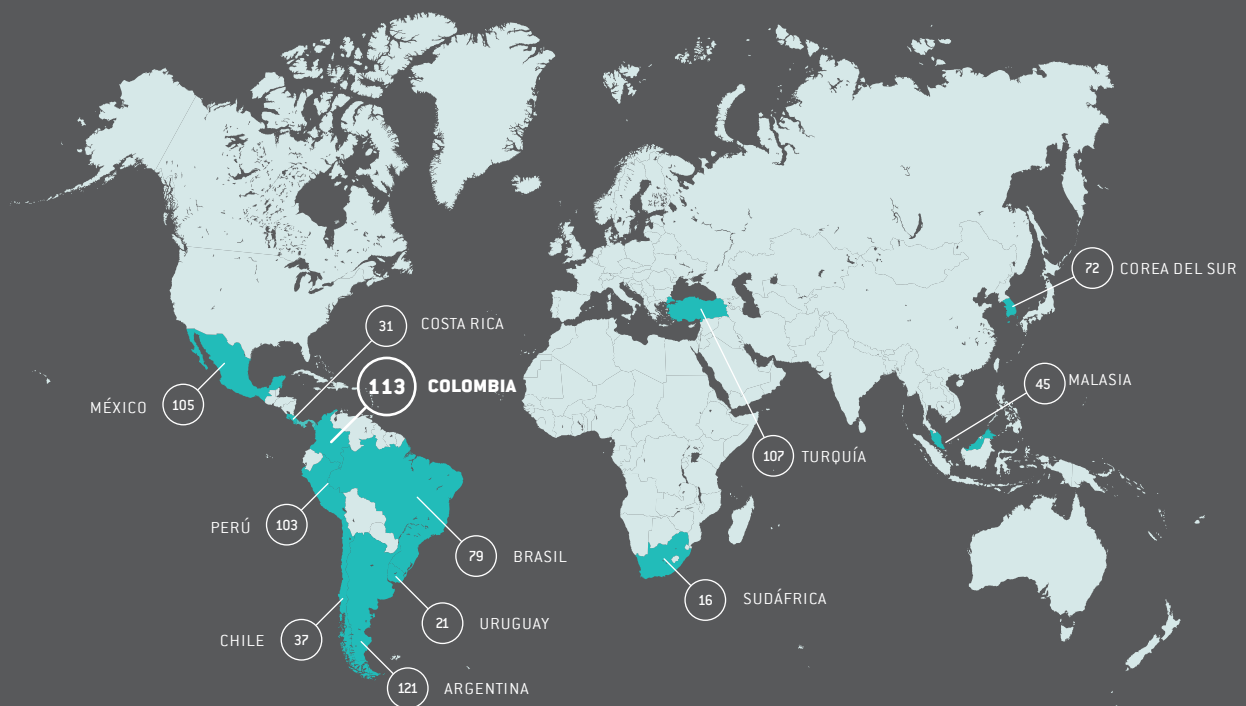 72 COREA DEL SUR
31 COSTA RICA
45 MALASIA
113 COLOMBIA
MÉXICO 105
107 TURQUÍA
PERÚ 103
79 BRASIL
16 SUDÁFRICA
21 URUGUAY
CHILE 37
121 ARGENTINA